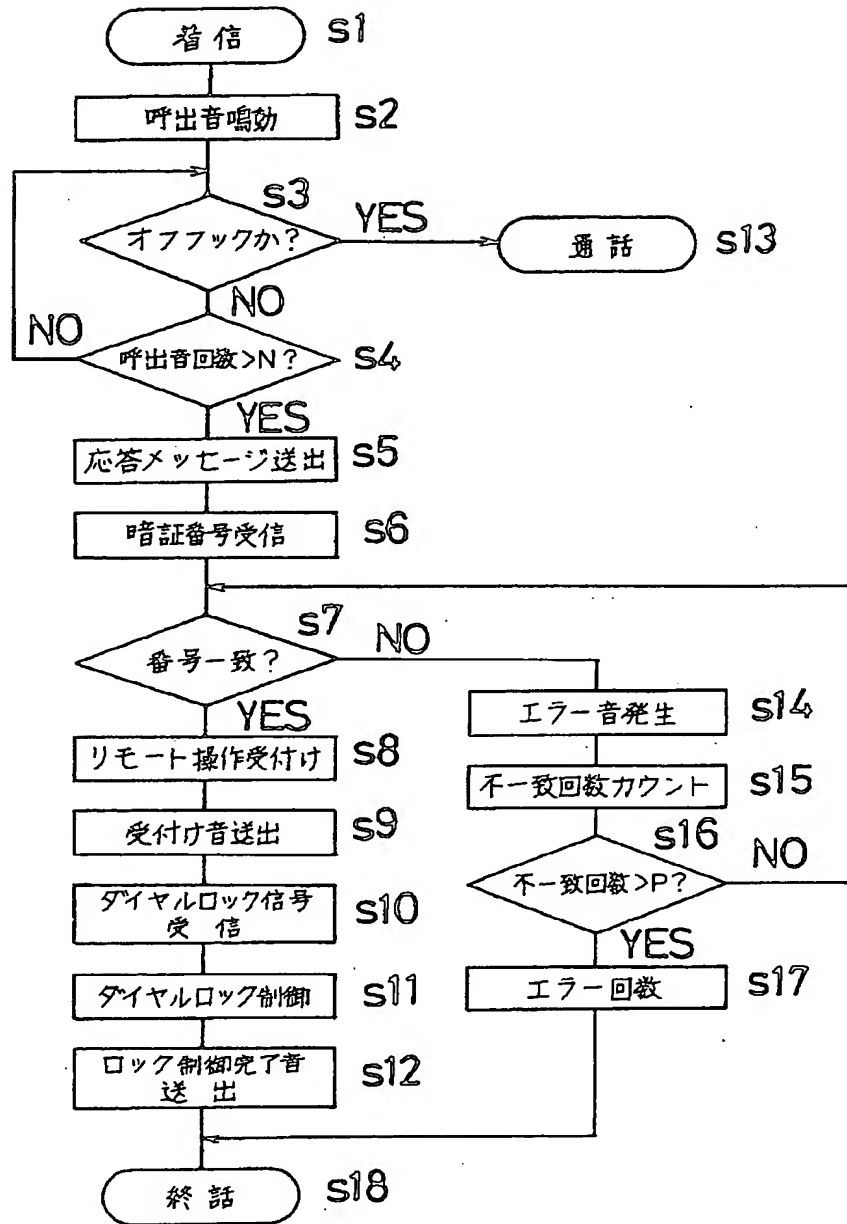 着信 s1
呼出音鳴効 s2
s3
オフフックか? YES
通話 s13
NO
NO
呼出音回数>N? s4
YES
応答メッセージ送出 s5
暗証番号受信 s6
s7
番号一致? NO
YES
リモート操作受付け s8
受付け音送出 s9
ダイヤルロック信号
受信 s10
ダイヤルロック制御 s11
ロック制御完了音
送出 s12
エラー音発生 s14
不一致回数カウント s15
s16
不一致回数>P? NO
YES
エラー回数 s17
終話 s18